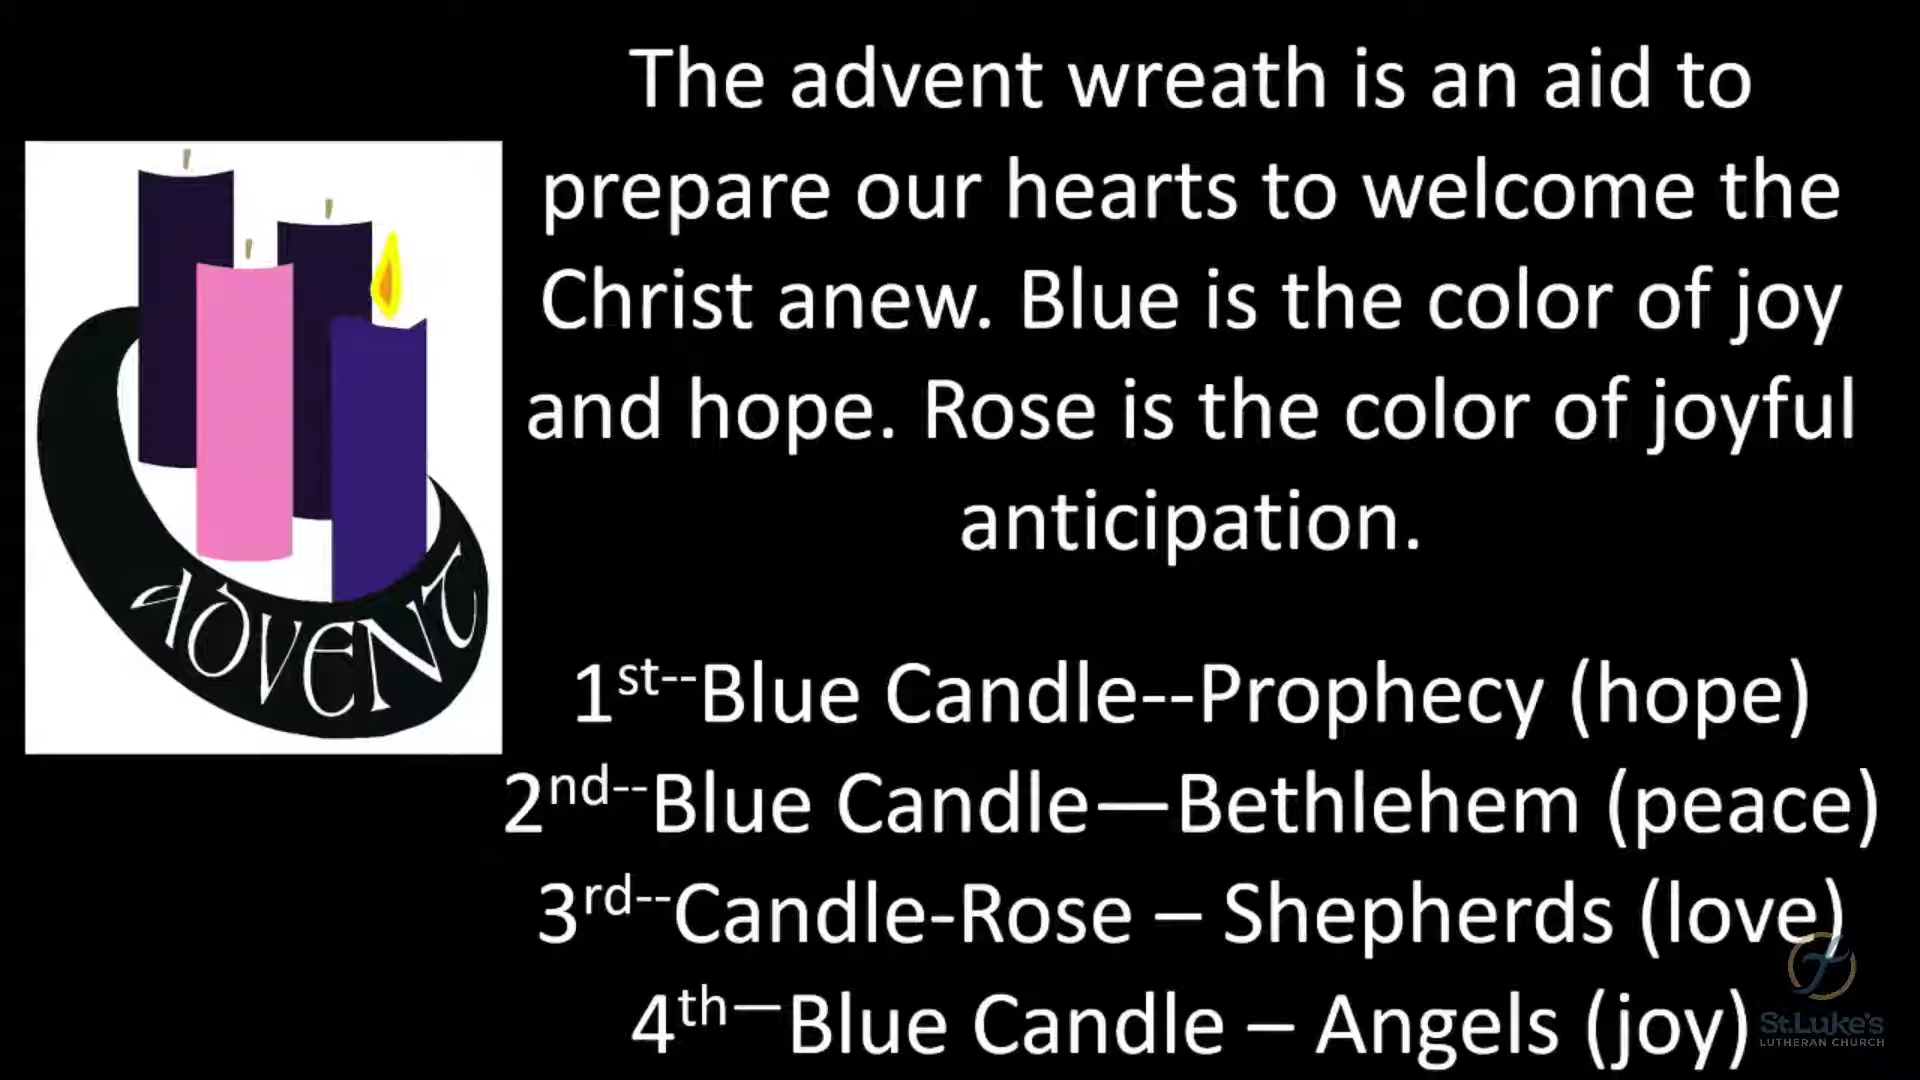 The advent wreath is an aid to
prepare our hearts to welcome the
Christ anew. Blue is the color of joy
and hope. Rose is the color of joyful
anticipation.
ADVENT
1st--Blue Candle--Prophecy (hope)
2nd--Blue Candle—Bethlehem (peace)
3rd--Candle-Rose – Shepherds (love)
4th—Blue Candle – Angels (joy)
St.Luke's
LUTHERAN CHURCH